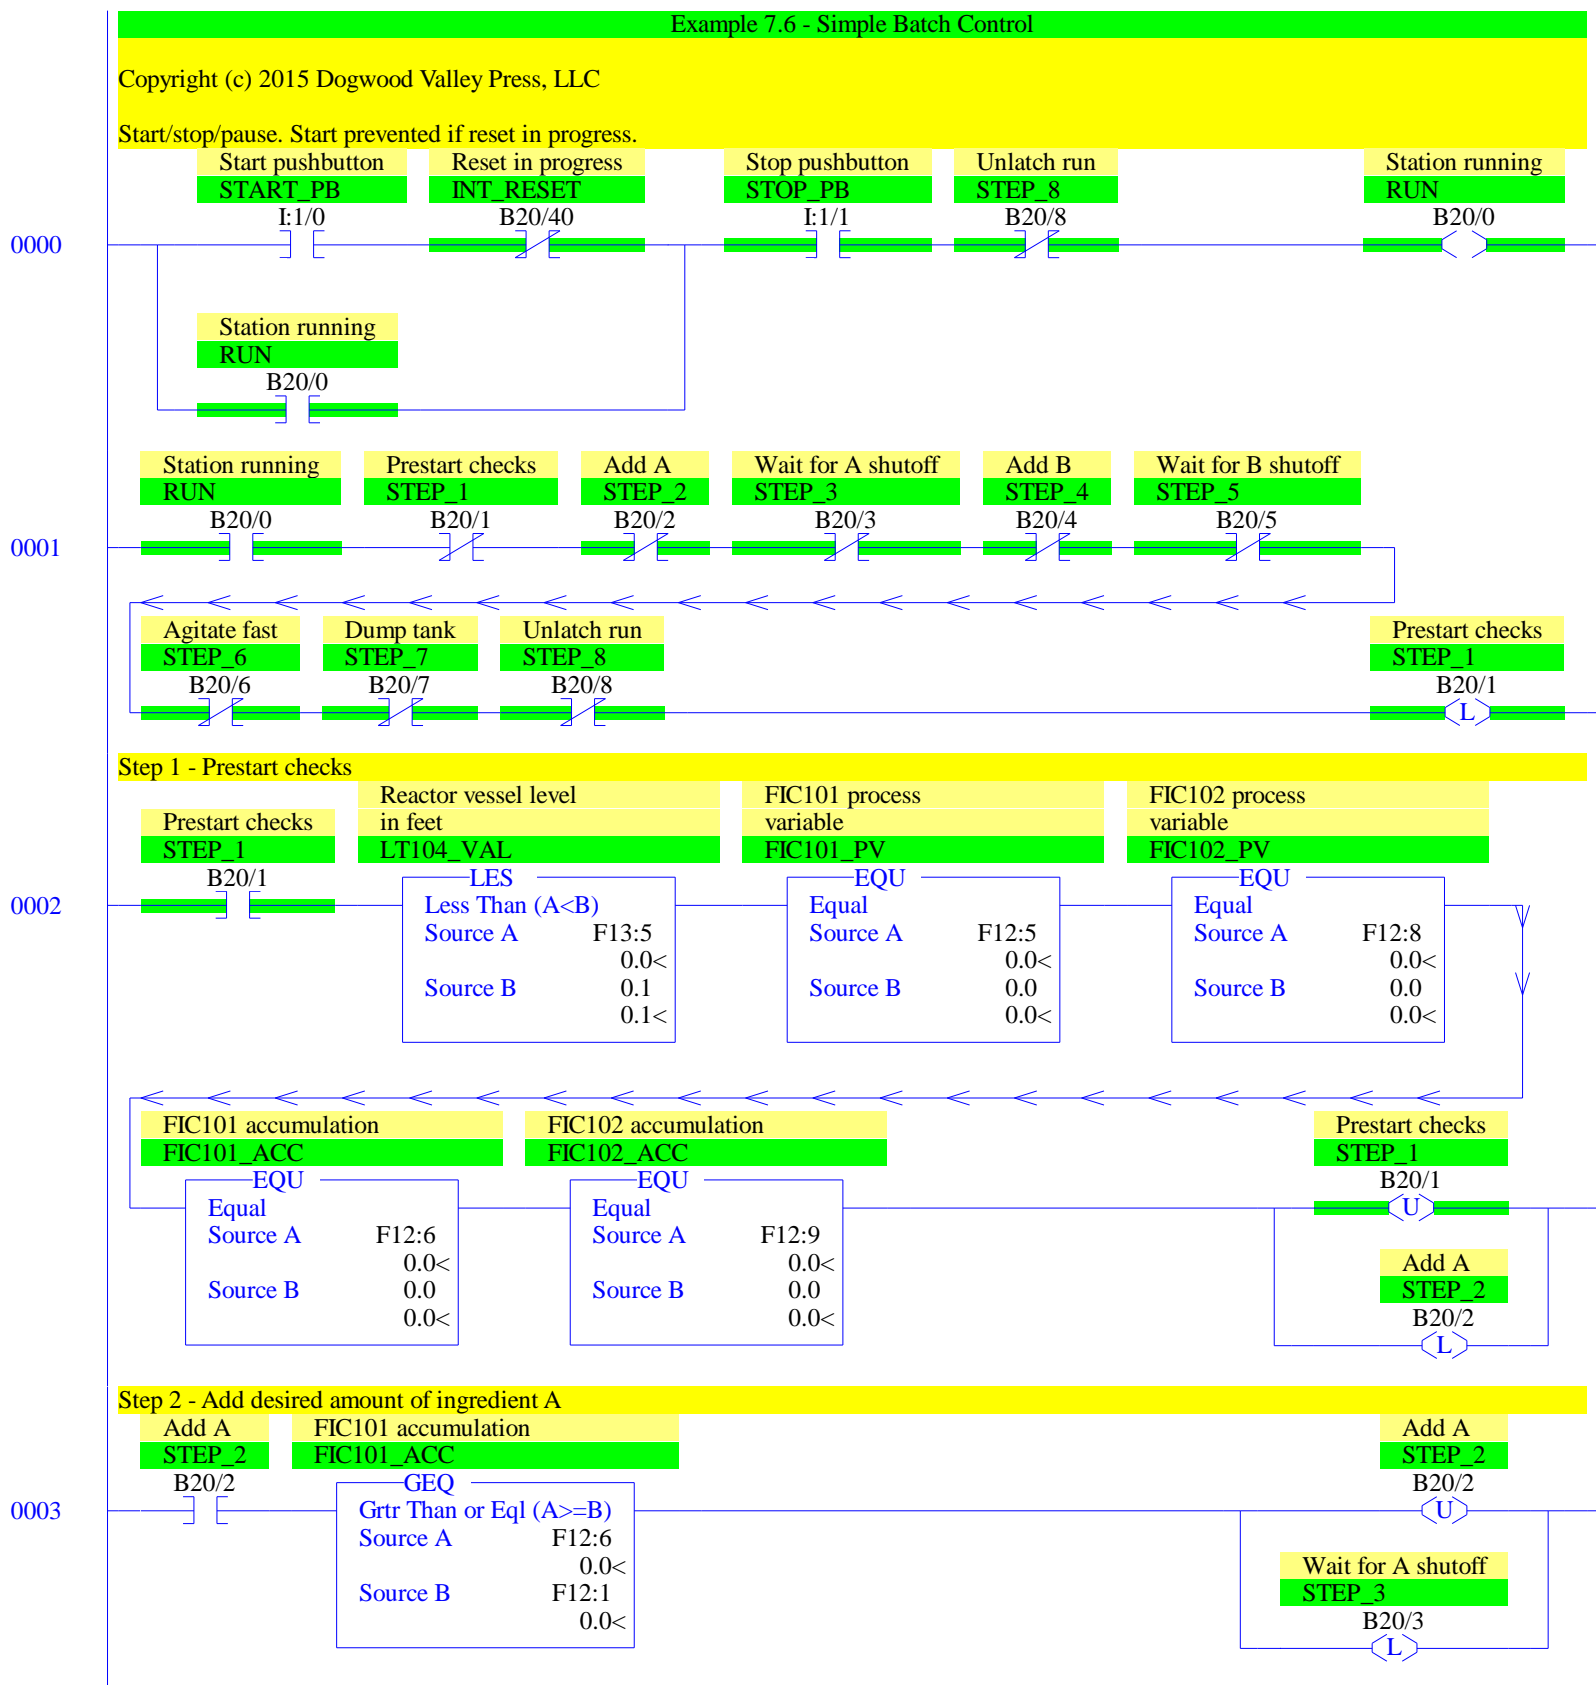 Example 7.6 - Simple Batch Control
Copyright (c) 2015 Dogwood Valley Press, LLC
Start/stop/pause. Start prevented if reset in progress.
Start pushbutton Reset in progress Stop pushbutton Unlatch run Station running
START_PB INT_RESET STOP_PB STEP_8 RUN
I:1/0 B20/40 I:1/1 B20/8 B20/0
0000
Station running
RUN
B20/0
Station running Prestart checks Add A Wait for A shutoff Add B Wait for B shutoff
RUN STEP_1 STEP_2 STEP_3 STEP_4 STEP_5
B20/0 B20/1 B20/2 B20/3 B20/4 B20/5
0001
Agitate fast Dump tank Unlatch run Prestart checks
STEP_6 STEP_7 STEP_8 STEP_1
B20/6 B20/7 B20/8 B20/1
L
Step 1 - Prestart checks
Reactor vessel level FIC101 process FIC102 process
Prestart checks in feet variable variable
STEP_1 LT104_VAL FIC101_PV FIC102_PV
B20/1 LES EQU EQU
0002 Less Than (A<B) Equal Equal
Source A F13:5 Source A F12:5 Source A F12:8
0.0< 0.0< 0.0<
Source B 0.1 Source B 0.0 Source B 0.0
0.1< 0.0< 0.0<
FIC101 accumulation FIC102 accumulation Prestart checks
FIC101_ACC FIC102_ACC STEP_1
EQU EQU B20/1
Equal Equal U
Source A F12:6 Source A F12:9
0.0< 0.0< Add A
Source B 0.0 Source B 0.0 STEP_2
0.0< 0.0< B20/2
L
Step 2 - Add desired amount of ingredient A
Add A FIC101 accumulation Add A
STEP_2 FIC101_ACC STEP_2
B20/2 GEQ B20/2
0003 Grtr Than or Eql (A>=B) U
Source A F12:6
0.0< Wait for A shutoff
Source B F12:1 STEP_3
0.0< B20/3
L